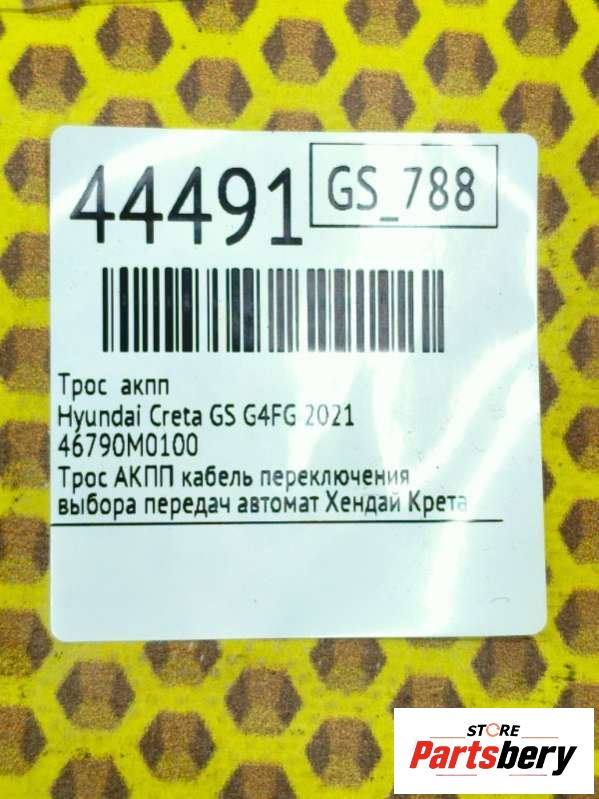 44491
GS_788
Трос акпп
Hyundai Creta GS G4FG 2021
46790M0100
Трос АКПП кабель переключения
выбора передач автомат Хендай Крета
STORE
Partsbery